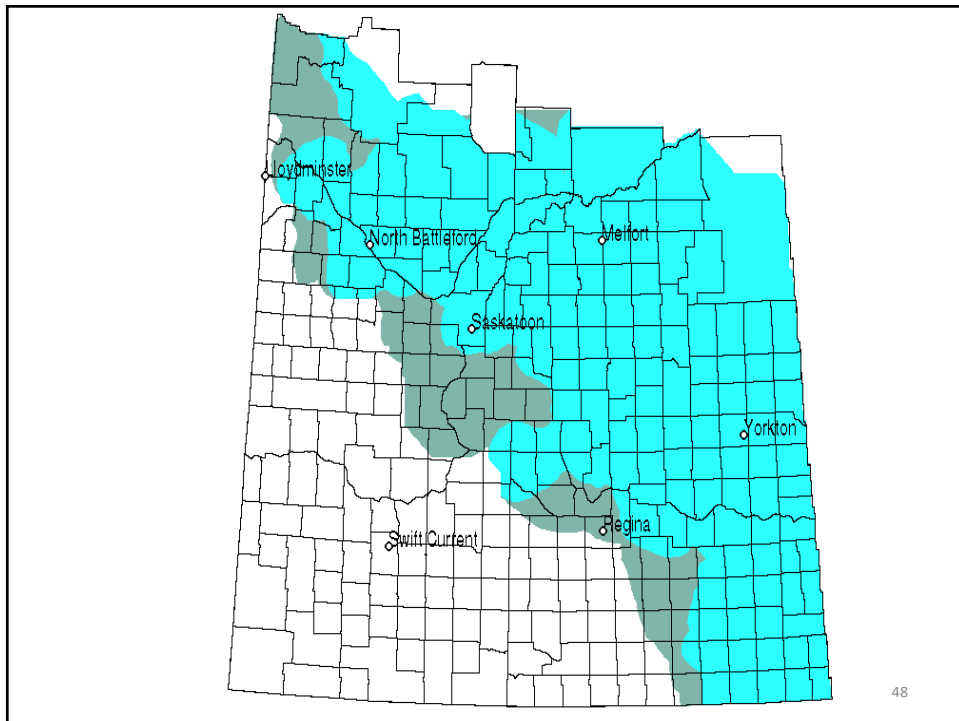 Lloydminster
North Battleford
Melfort
Saskatoon
Yorkton
Regina
Swift Current
48